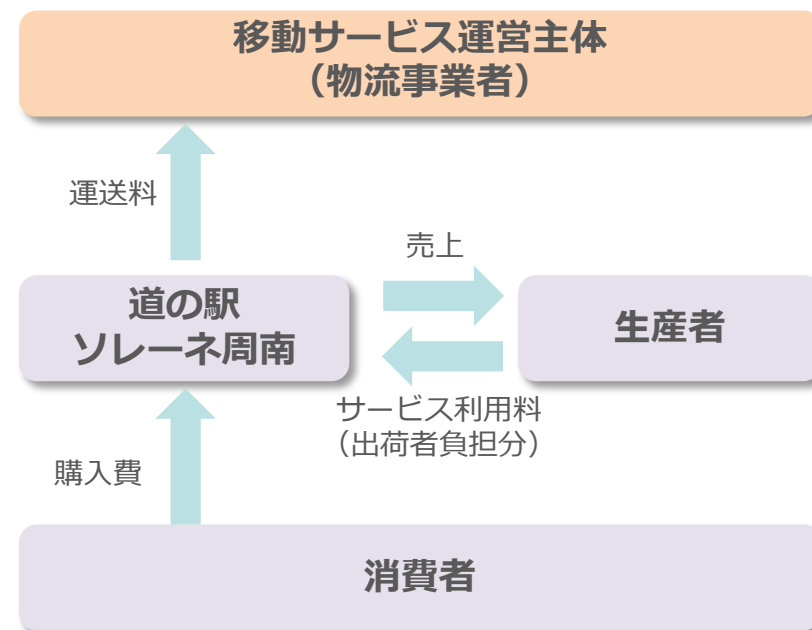 移動サービス運営主体
（物流事業者）
運送料
売上
道の駅
ソレーネ周南
生産者
サービス利用料
（出荷者負担分）
購入費
消費者